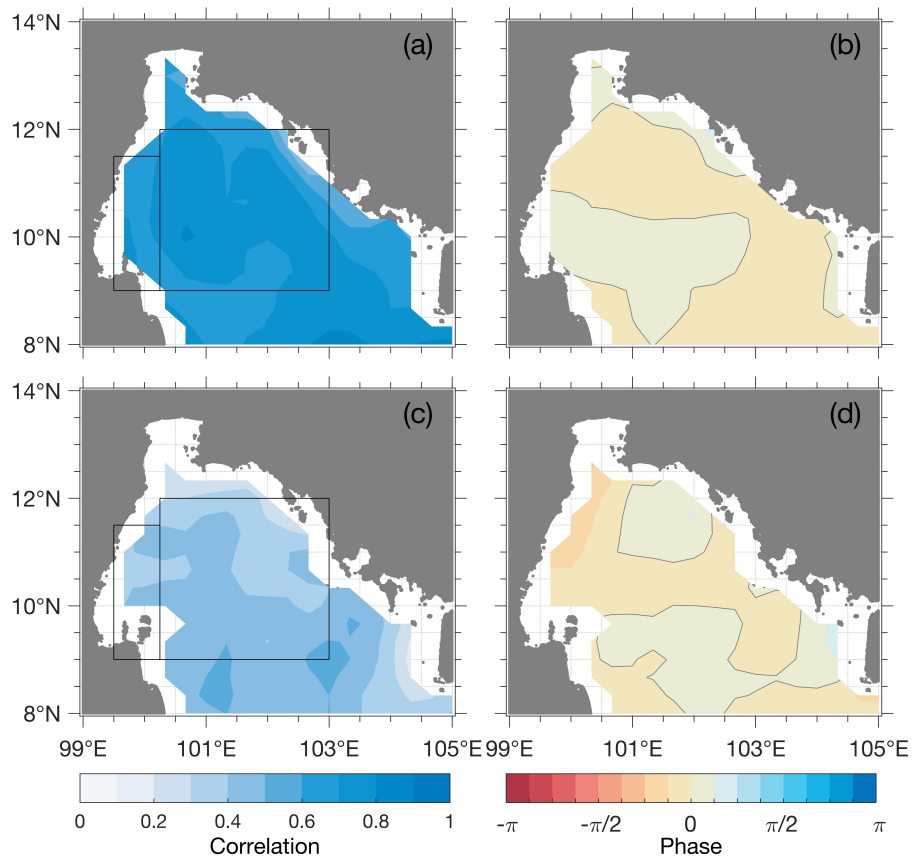 14°N
(a)
(b)
12°N
10°N
8°N
14°N
(c)
(d)
12°N
10°N
8°N
99°E 101°E 103°E 105°E 99°E 101°E 103°E 105°E
0 0.2 0.4 0.6 0.8 1
Correlation
-π -π/2 0 π/2 π
Phase